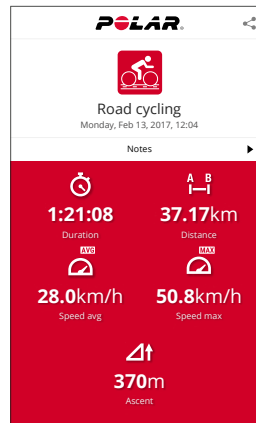 POLAR.
Road cycling
Monday, Feb 13, 2017, 12:04
Notes
A B
1:21:08 37.17km
Duration Distance
AVG MAX
28.0km/h 50.8km/h
Speed avg Speed max
370m
Ascent